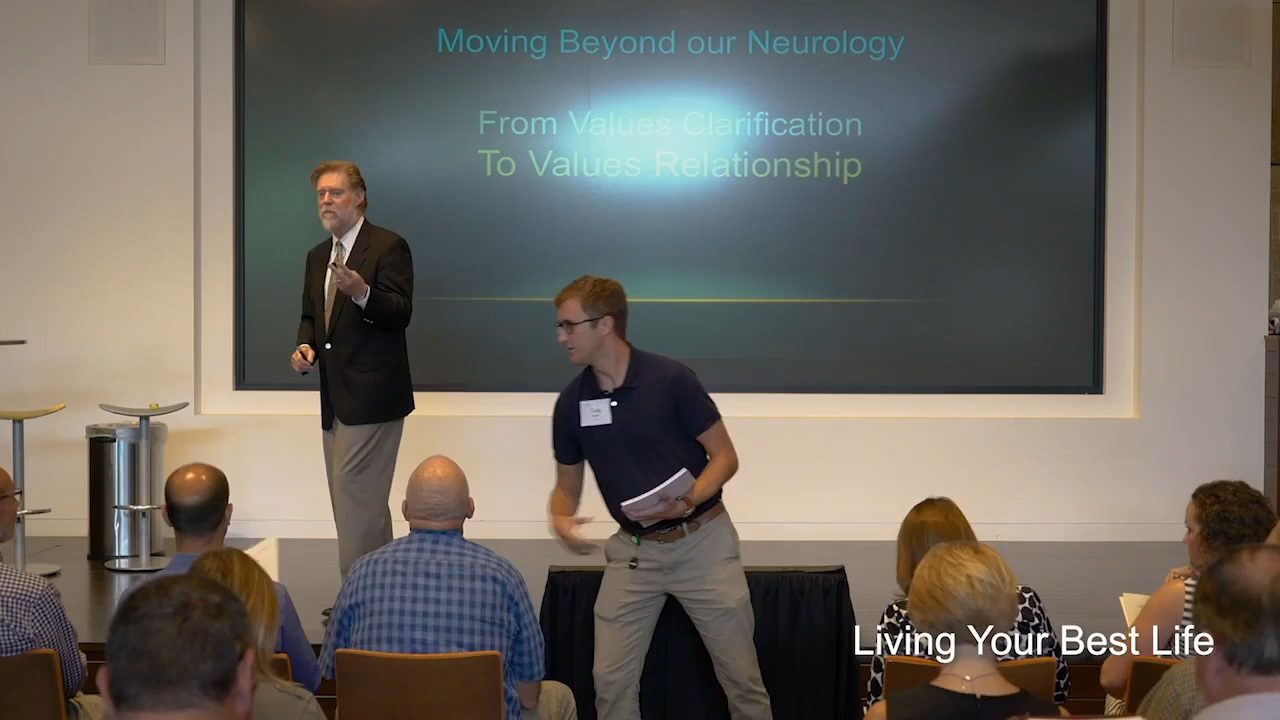 Moving Beyond our Neurology
From Values Clarification
To Values Relationship
Living Your Best Life